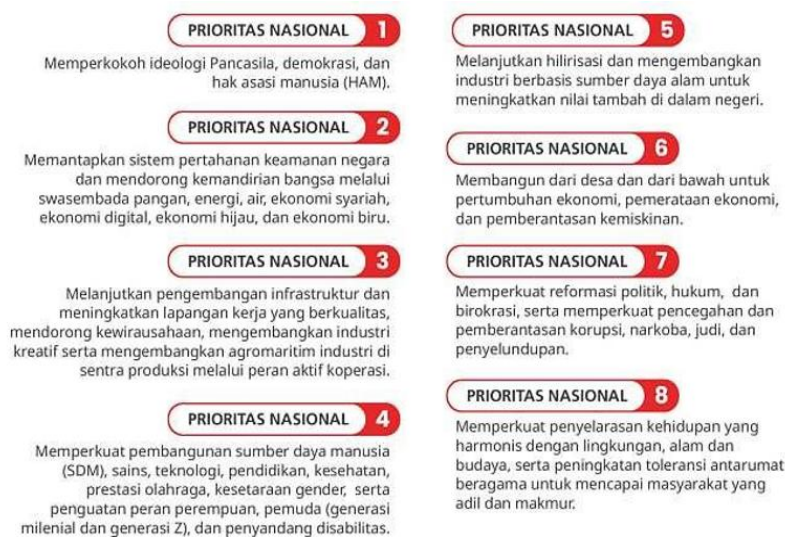 PRIORITAS NASIONAL 1
Memperkokoh ideologi Pancasila, demokrasi, dan
hak asasi manusia (HAM).
PRIORITAS NASIONAL 2
Memantapkan sistem pertahanan keamanan negara
dan mendorong kemandirian bangsa melalui
swasembada pangan, energi, air, ekonomi syariah,
ekonomi digital, ekonomi hijau, dan ekonomi biru.
PRIORITAS NASIONAL 3
Melanjutkan pengembangan infrastruktur dan
meningkatkan lapangan kerja yang berkualitas,
mendorong kewirausahaan, mengembangkan industri
kreatif serta mengembangkan agromaritim industri di
sentra produksi melalui peran aktif koperasi.
PRIORITAS NASIONAL 4
Memperkuat pembangunan sumber daya manusia
(SDM), sains, teknologi, pendidikan, kesehatan,
prestasi olahraga, kesetaraan gender, serta
penguatan peran perempuan, pemuda (generasi
milenial dan generasi Z), dan penyandang disabilitas.
PRIORITAS NASIONAL 5
Melanjutkan hilirisasi dan mengembangkan
industri berbasis sumber daya alam untuk
meningkatkan nilai tambah di dalam negeri.
PRIORITAS NASIONAL 6
Membangun dari desa dan dari bawah untuk
pertumbuhan ekonomi, pemerataan ekonomi,
dan pemberantasan kemiskinan.
PRIORITAS NASIONAL 7
Memperkuat reformasi politik, hukum, dan
birokrasi, serta memperkuat pencegahan dan
pemberantasan korupsi, narkoba, judi, dan
penyelundupan.
PRIORITAS NASIONAL 8
Memperkuat penyelarasan kehidupan yang
harmonis dengan lingkungan, alam dan
budaya, serta peningkatan toleransi antarumat
beragama untuk mencapai masyarakat yang
adil dan makmur.